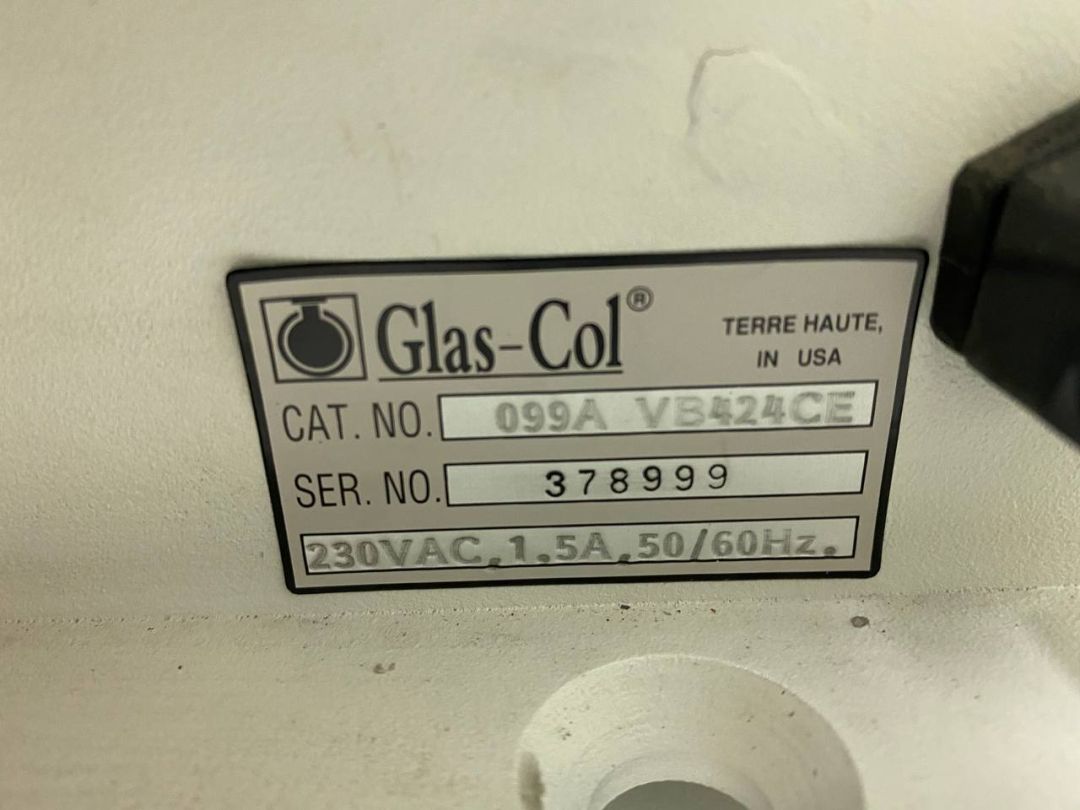 Glas-Col®
TERRE HAUTE,
IN USA
CAT. NO. 099A VB424CE
SER. NO. 378999
230VAC,1.5A,50/60Hz.